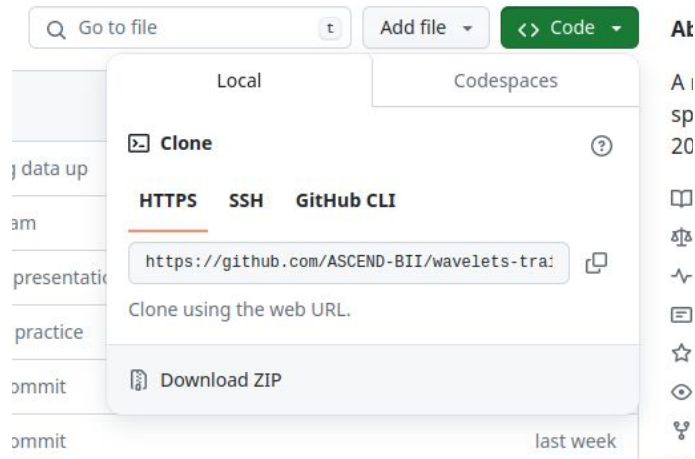 Go to file t Add file Code Ab
Local Codespaces
A
sp
20
Clone
data up
HTTPS SSH GitHub CLI
am
https://github.com/ASCEND-BII/wavelets-trai
presentatio
Clone using the web URL.
practice
Download ZIP
ommit
ommit last week